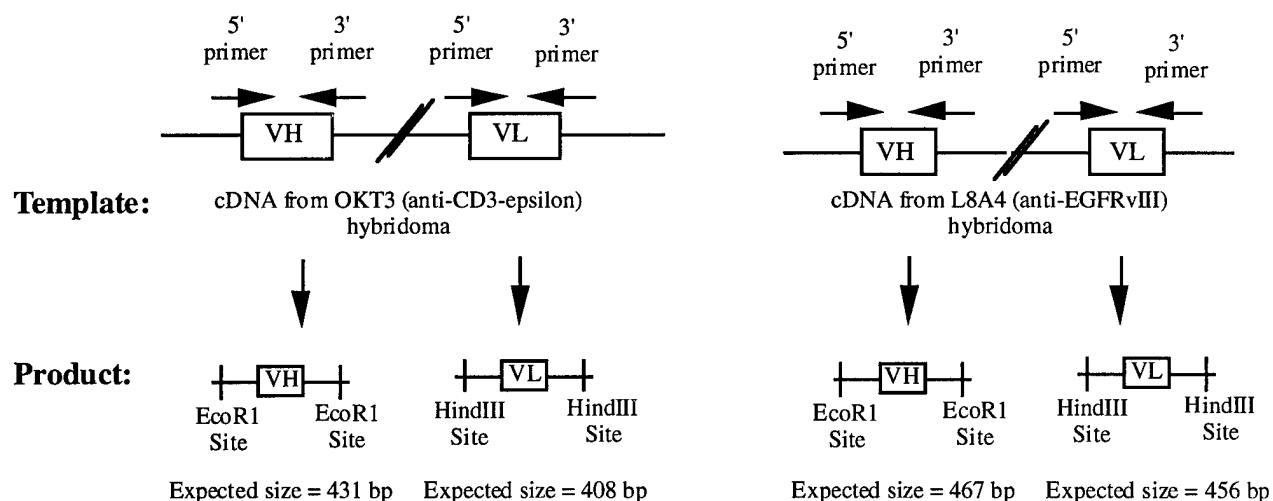 5' primer
3' primer
5' primer
3' primer
5' primer
3' primer
5' primer
3' primer
VH
VL
VH
VL
Template:
cDNA from OKT3 (anti-CD3-epsilon)
hybridoma
cDNA from L8A4 (anti-EGFRvIII)
hybridoma
Product:
VH
VL
VH
VL
EcoR1
Site
EcoR1
Site
HindIII
Site
HindIII
Site
EcoR1
Site
EcoR1
Site
HindIII
Site
HindIII
Site
Expected size = 431 bp
Expected size = 408 bp
Expected size = 467 bp
Expected size = 456 bp